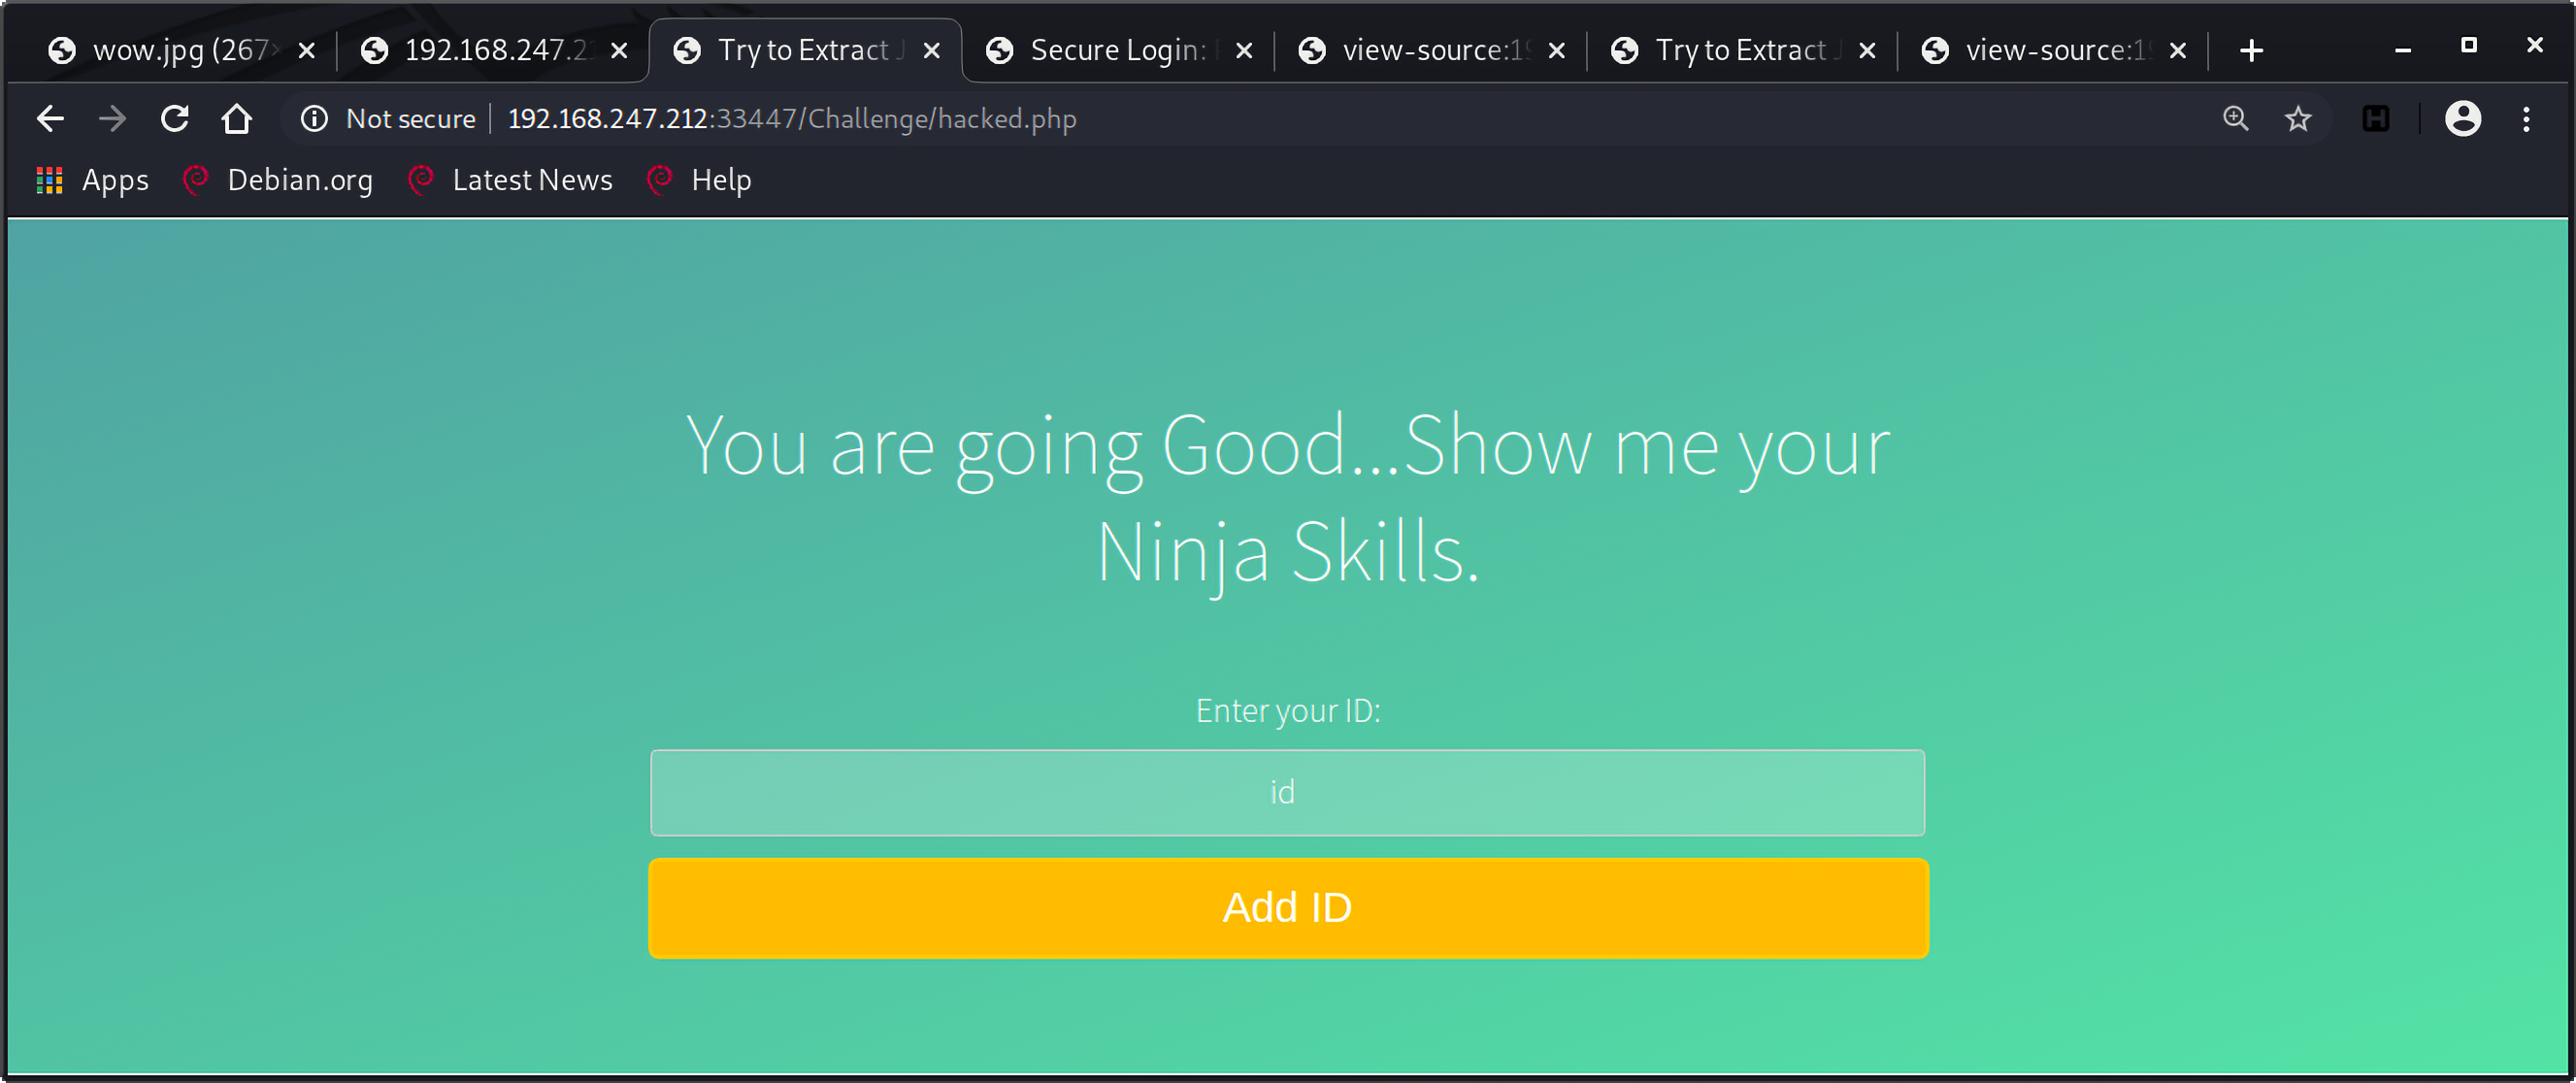 wow.jpg (267 192.168.247.2 Try to Extract Secure Login: view-source:1 Try to Extract view-source:1
Not secure 192.168.247.212:33447/Challenge/hacked.php
Apps Debian.org Latest News Help
You are going Good...Show me your
Ninja Skills.
Enter your ID:
id
Add ID